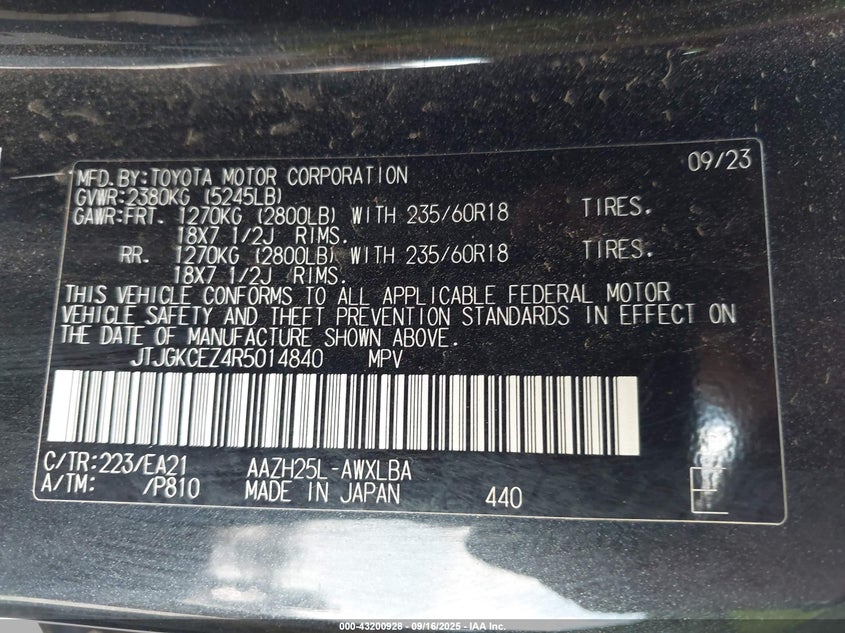 MFD.BY:TOYOTA MOTOR CORPORATION 09/23
GVWR:2380KG (5245LB)
GAWR:FRT. 1270KG (2800LB) WITH 235/60R18 TIRES.
18X7 1/2J RIMS.
RR. 1270KG (2800LB) WITH 235/60R18 TIRES.
18X7 1/2J RIMS.
THIS VEHICLE CONFORMS TO ALL APPLICABLE FEDERAL MOTOR
VEHICLE SAFETY AND THEFT PREVENTION STANDARDS IN EFFECT ON
THE DATE OF MANUFACTURE SHOWN ABOVE.
JTJGKCEZ4R5014840 MPV
C/TR:223/EA21 AAZH25L-AWXLBA
A/TM: /P810 MADE IN JAPAN 440
000-43200928 - 09/16/2025 - IAA Inc.